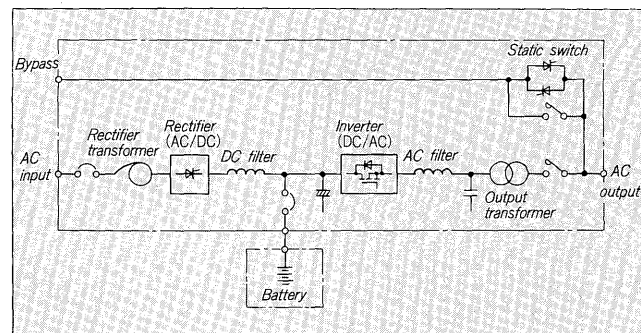 Static switch
Bypass
Rectifier
transformer
Rectifier
(AC/DC)
DC filter
Inverter
(DC/AC)
AC filter
AC
input
AC
output
Output
transformer
Battery